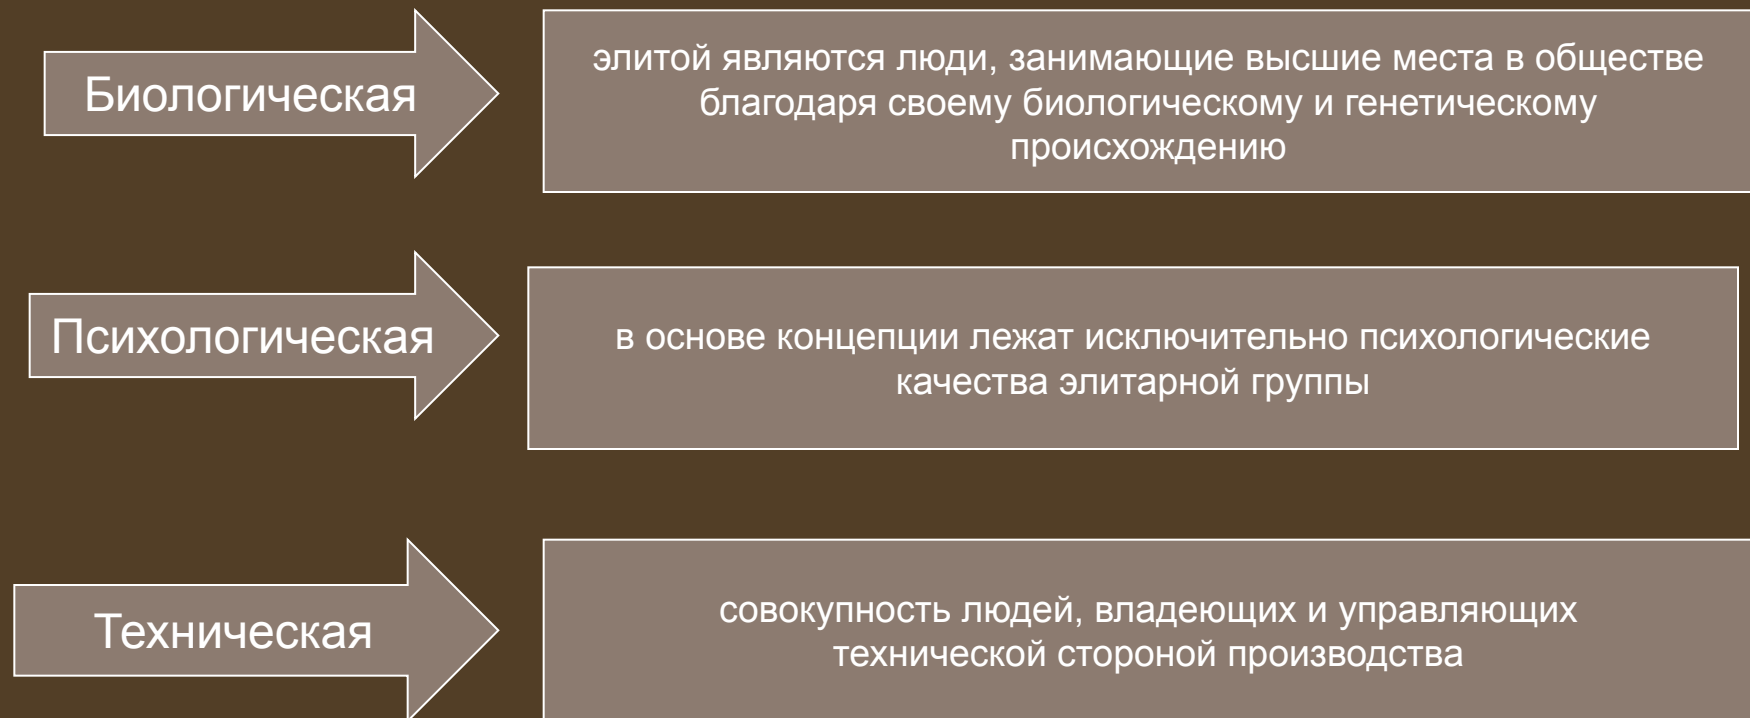 Биологическая
элитой являются люди, занимающие высшие места в обществе
благодаря своему биологическому и генетическому
происхождению
Психологическая
в основе концепции лежат исключительно психологические
качества элитарной группы
Техническая
совокупность людей, владеющих и управляющих
технической стороной производства